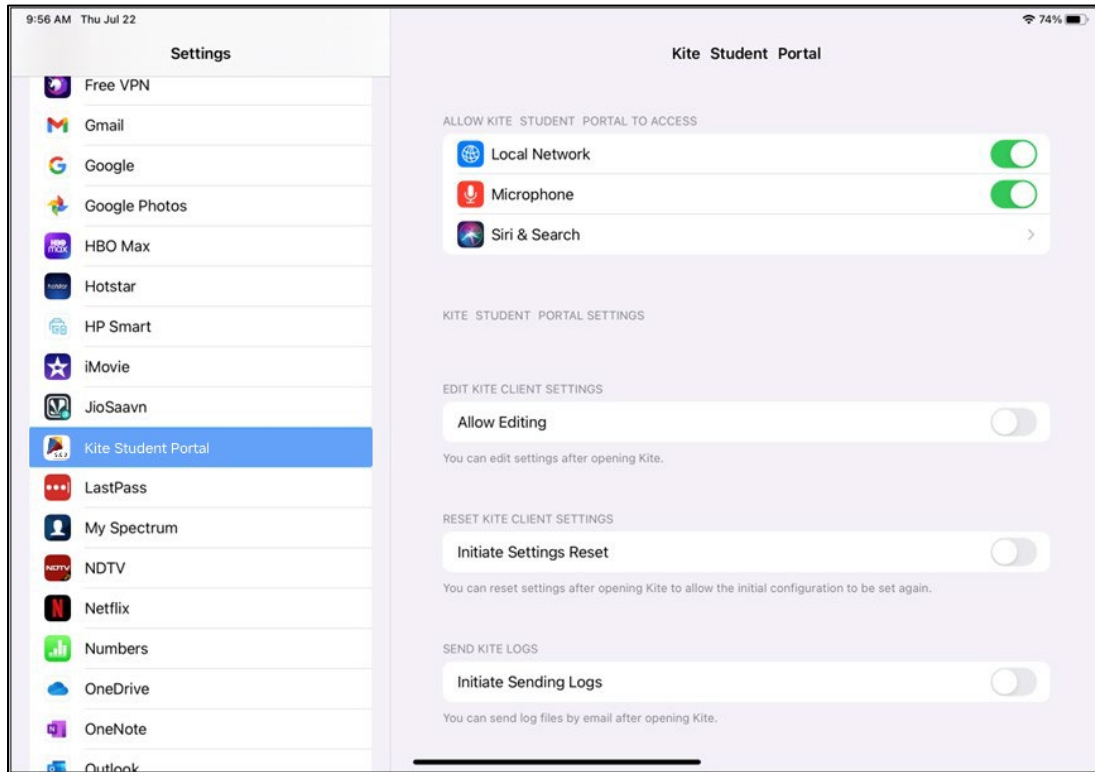 9:56 AM Thu Jul 22
74%
Settings
Free VPN
Gmail
Google
Google Photos
HBO Max
Hotstar
HP Smart
iMovie
JioSaavn
Kite Student Portal
LastPass
My Spectrum
NDTV
Netflix
Numbers
OneDrive
OneNote
Outlook
Kite Student Portal
ALLOW KITE STUDENT PORTAL TO ACCESS
Local Network
Microphone
Siri & Search
KITE STUDENT PORTAL SETTINGS
EDIT KITE CLIENT SETTINGS
Allow Editing
You can edit settings after opening Kite.
RESET KITE CLIENT SETTINGS
Initiate Settings Reset
You can reset settings after opening Kite to allow the initial configuration to be set again.
SEND KITE LOGS
Initiate Sending Logs
You can send log files by email after opening Kite.